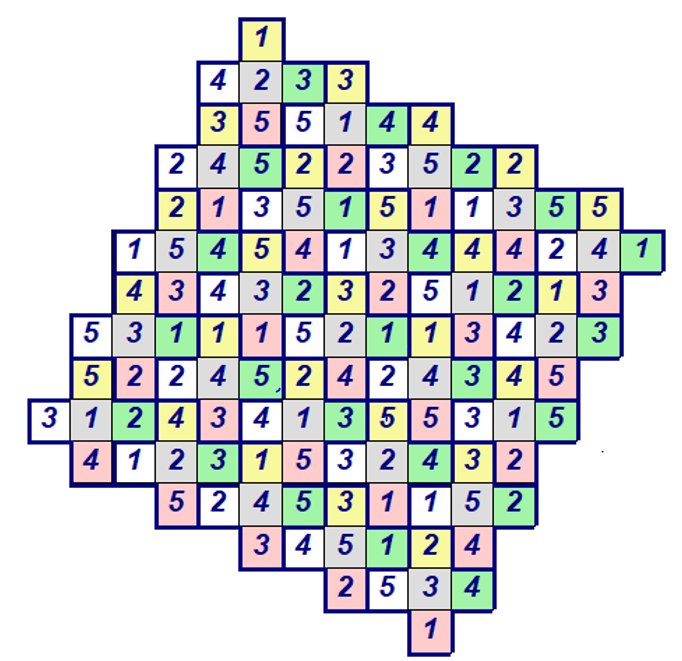 1
4 2 3 3
3 5 5 1 4 4
2 4 5 2 2 3 5 2 2
2 1 3 5 1 5 1 1 3 5 5
1 5 4 5 4 1 3 4 4 4 2 4 1
4 3 4 3 2 3 2 5 1 2 1 3
5 3 1 1 1 5 2 1 1 3 4 2 3
5 2 2 4 5 2 4 2 4 3 4 5
3 1 2 4 3 4 1 3 5 5 3 1 5
4 1 2 3 1 5 3 2 4 3 2
5 2 4 5 3 1 1 5 2
3 4 5 1 2 4
2 5 3 4
1